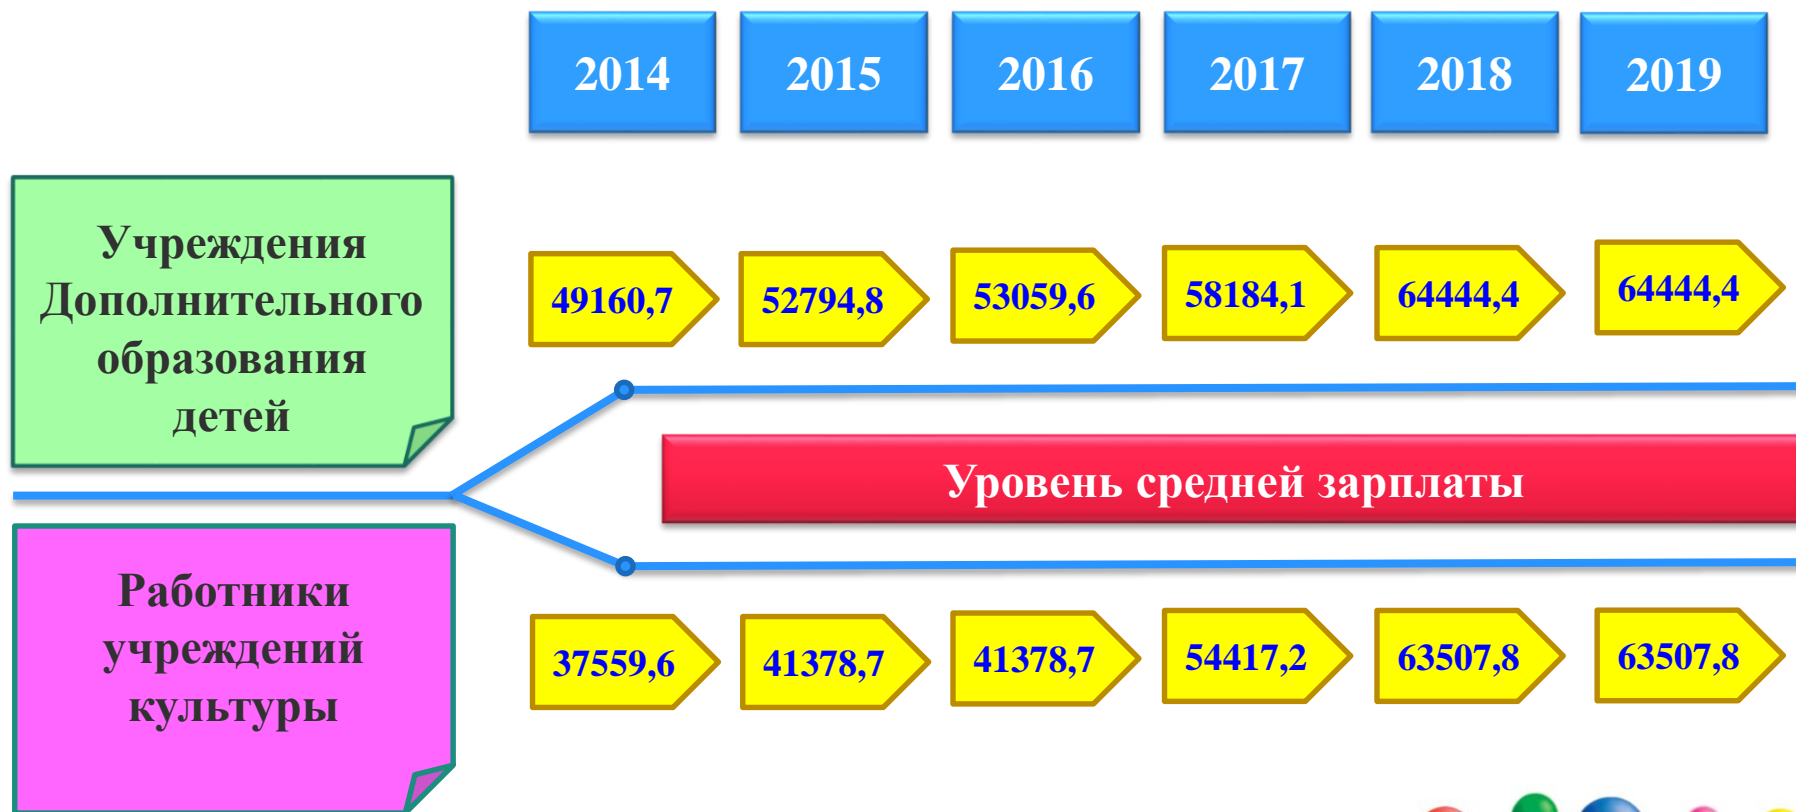 2014 2015 2016 2017 2018 2019
Учреждения
Дополнительного
образования
детей
49160,7 52794,8 53059,6 58184,1 64444,4 64444,4
Уровень средней зарплаты
Работники
учреждений
культуры
37559,6 41378,7 41378,7 54417,2 63507,8 63507,8